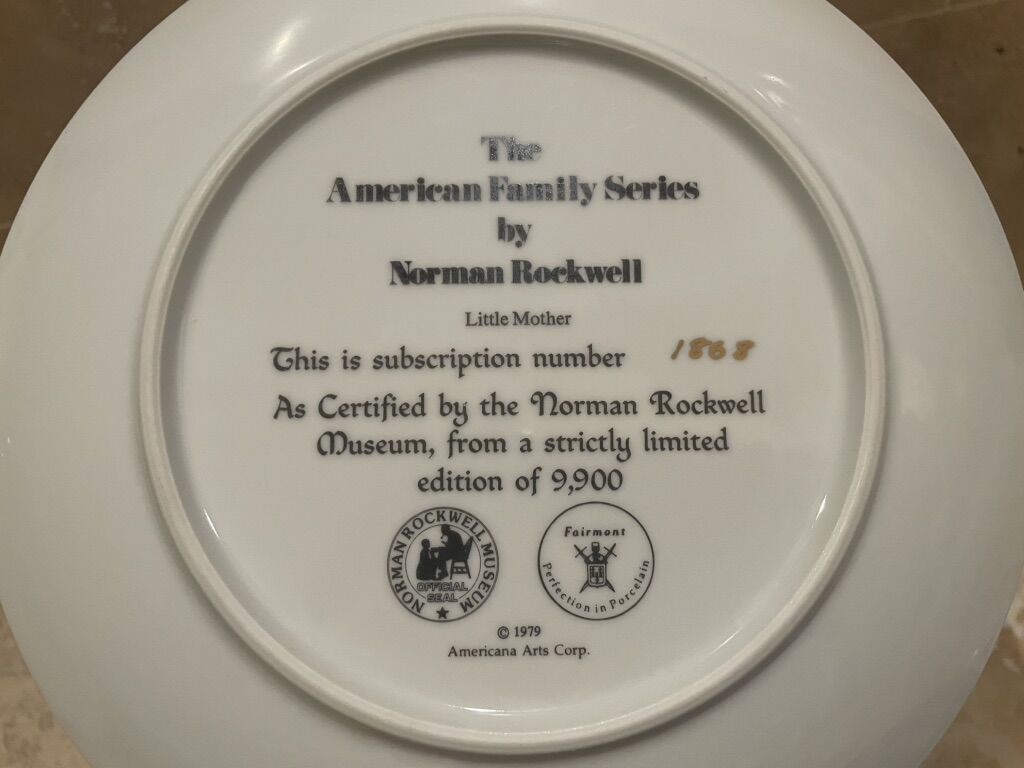 The
American Family Series
by
Norman Rockwell
Little Mother
This is subscription number 1868
As Certified by the Norman Rockwell
Museum, from a strictly limited
edition of 9,900
NORMAN ROCKWELL MUSEUM
OFFICIAL
SEAL
Fairmont
Perfection in Porcelain
© 1979
Americana Arts Corp.